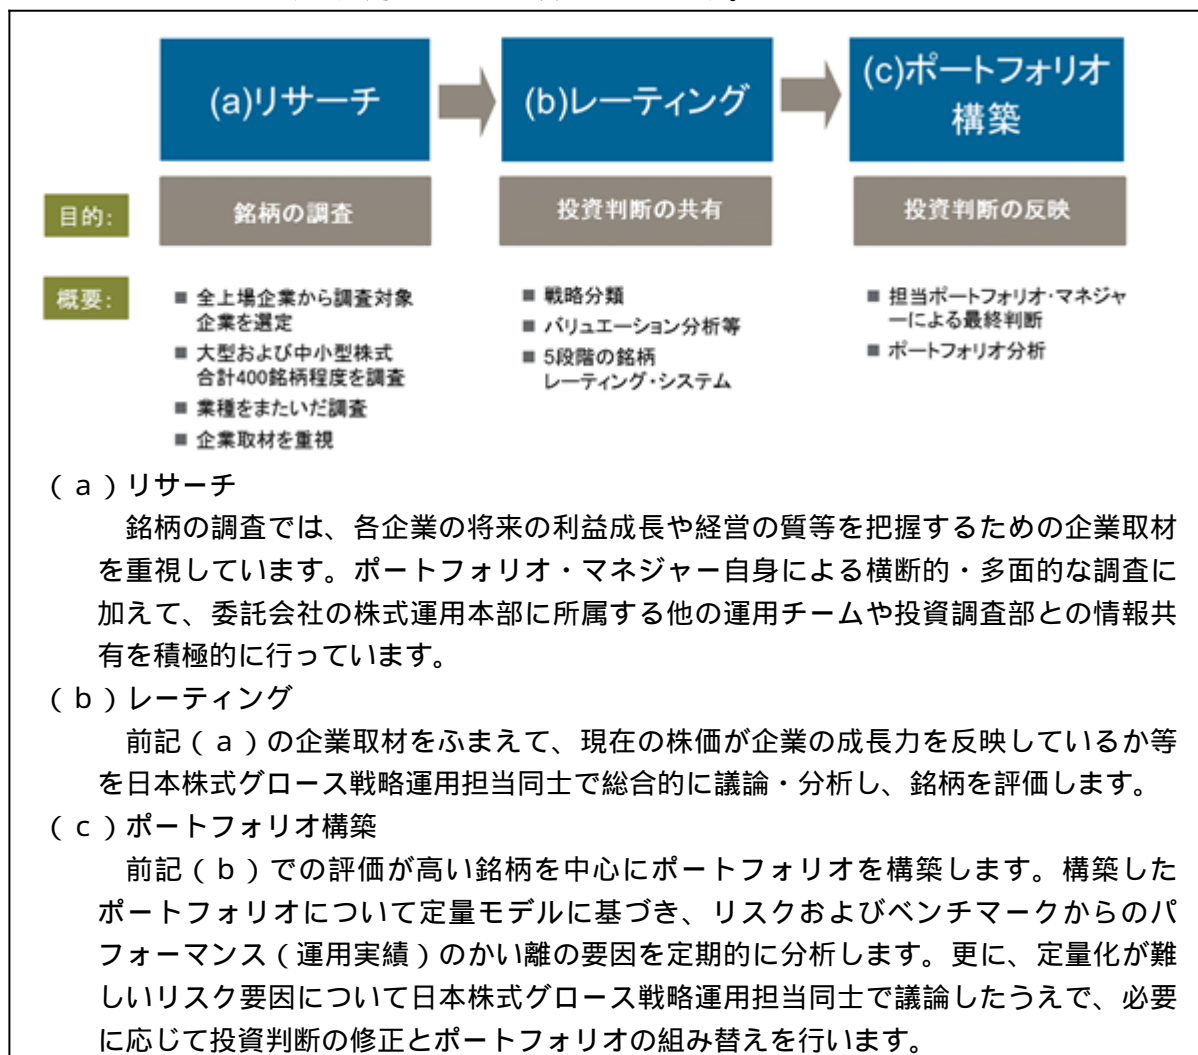 (a)リサーチ
(b)レーティング
(c)ポートフォリオ
構築
目的:
銘柄の調査
投資判断の共有
投資判断の反映
概要:
■ 全上場企業から調査対象
企業を選定
■ 大型および中小型株式
合計400銘柄程度を調査
■ 業種をまたいだ調査
■ 企業取材を重視
■ 戦略分類
■ バリュエーション分析等
■ 5段階の銘柄
レーティング・システム
■ 担当ポートフォリオ・マネジャ
ーによる最終判断
■ ポートフォリオ分析
(a)リサーチ
銘柄の調査では、各企業の将来の利益成長や経営の質等を把握するための企業取材
を重視しています。ポートフォリオ・マネジャー自身による横断的・多面的な調査に
加えて、委託会社の株式運用本部に所属する他の運用チームや投資調査部との情報共
有を積極的に行っています。
(b)レーティング
前記(a)の企業取材をふまえて、現在の株価が企業の成長力を反映しているか等
を日本株式グロース戦略運用担当同士で総合的に議論・分析し、銘柄を評価します。
(c)ポートフォリオ構築
前記(b)での評価が高い銘柄を中心にポートフォリオを構築します。構築した
ポートフォリオについて定量モデルに基づき、リスクおよびベンチマークからのパ
フォーマンス(運用実績)のかい離の要因を定期的に分析します。更に、定量化が難
しいリスク要因について日本株式グロース戦略運用担当同士で議論したうえで、必要
に応じて投資判断の修正とポートフォリオの組み替えを行います。